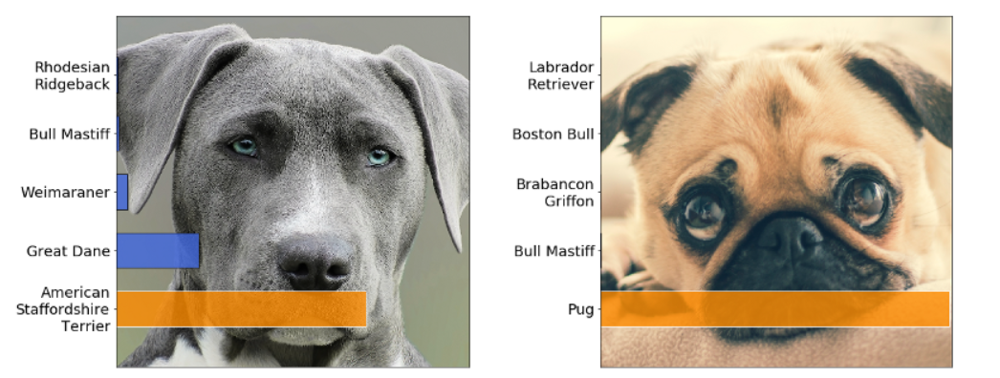 Rhodesian
Ridgeback
Bull Mastiff
Weimaraner
Great Dane
American
Staffordshire
Terrier
Labrador
Retriever
Boston Bull
Brabancon
Griffon
Bull Mastiff
Pug